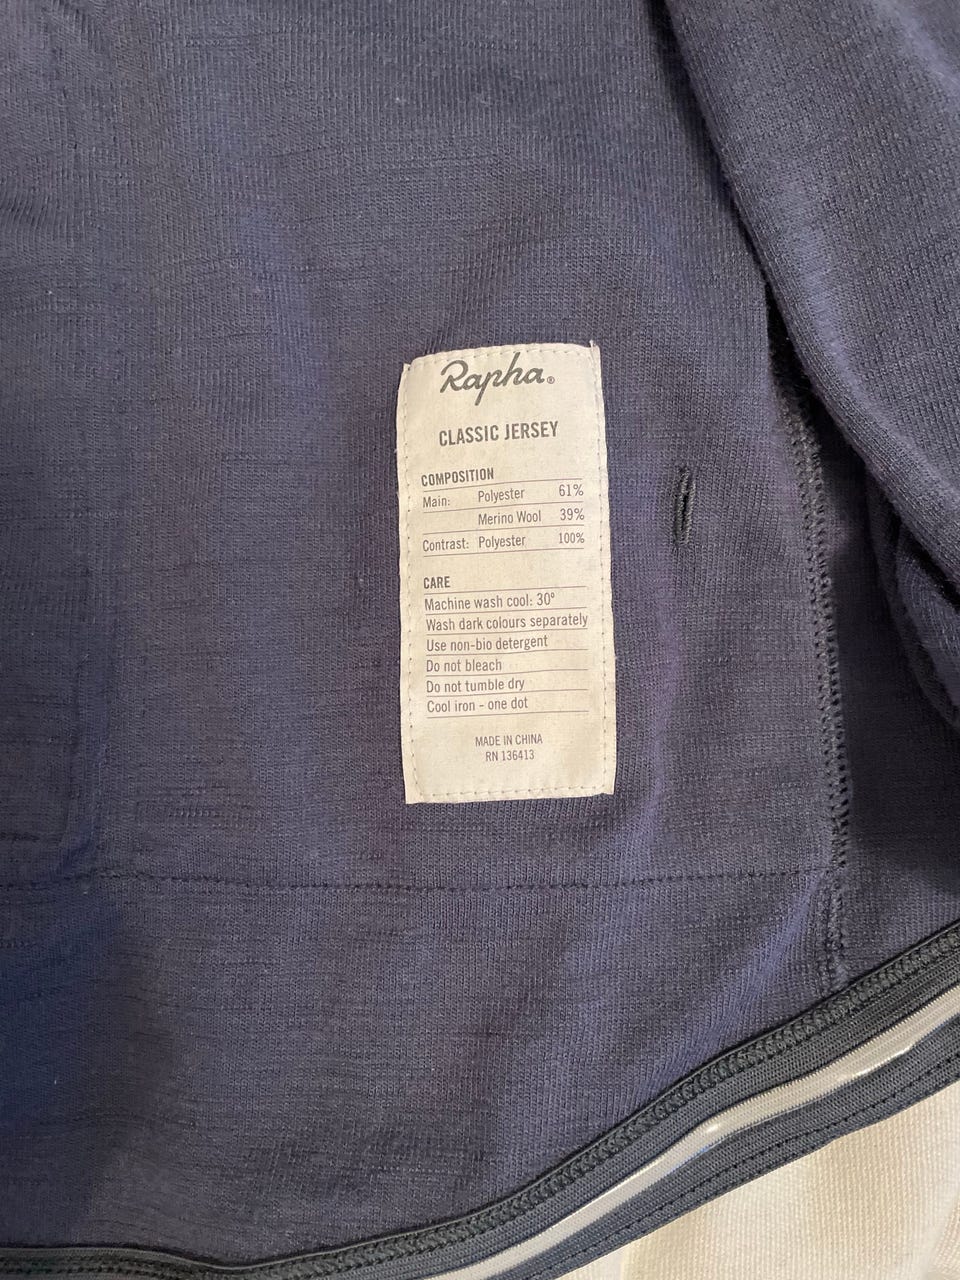 Rapha®
CLASSIC JERSEY
COMPOSITION
Main: Polyester 61%
Merino Wool 39%
Contrast: Polyester 100%
CARE
Machine wash cool: 30°
Wash dark colours separately
Use non-bio detergent
Do not bleach
Do not tumble dry
Cool iron - one dot
MADE IN CHINA
RN 136413